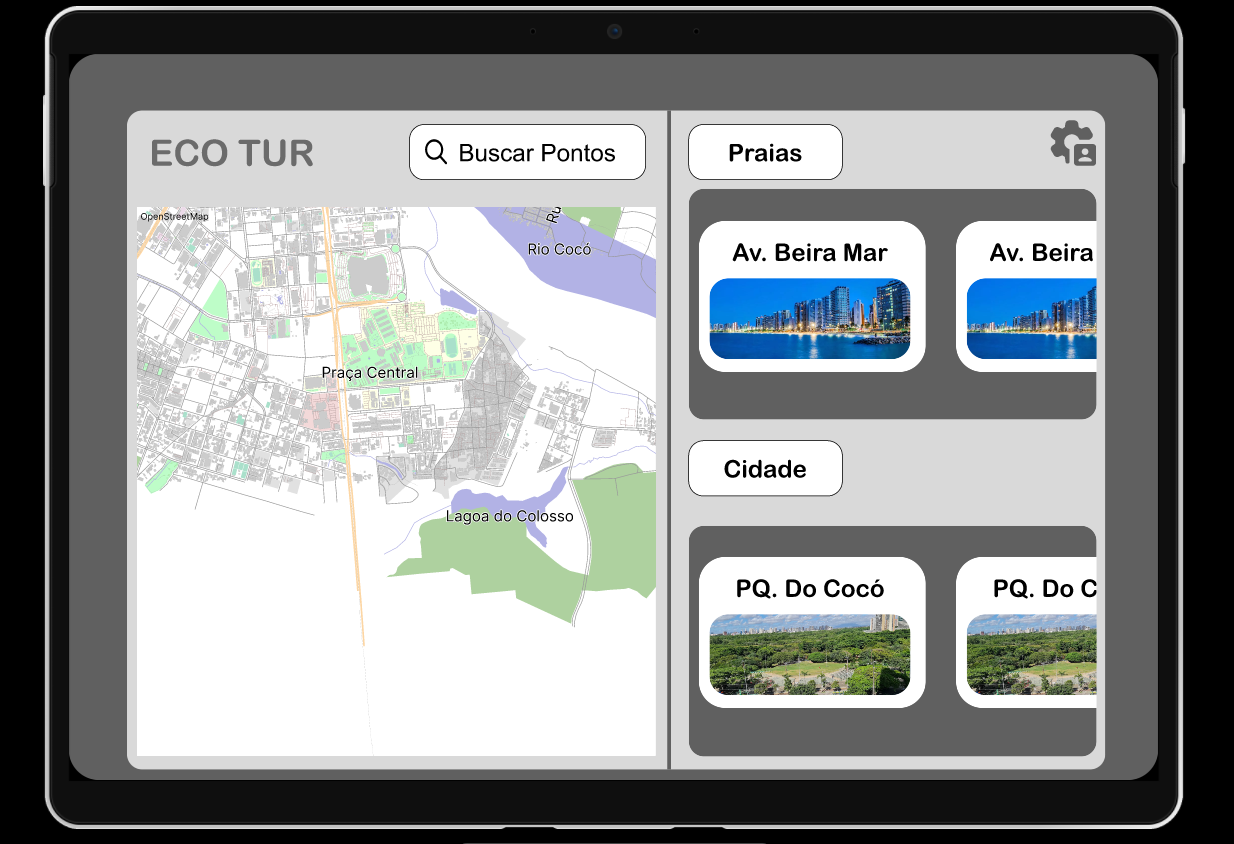 ECO TUR
Buscar Pontos
OpenStreetMap
Ru
Rio Cocó
Praça Central
Lagoa do Colosso
Praias
Av. Beira Mar
Av. Beira
Cidade
PQ. Do Cocó
PQ. Do C